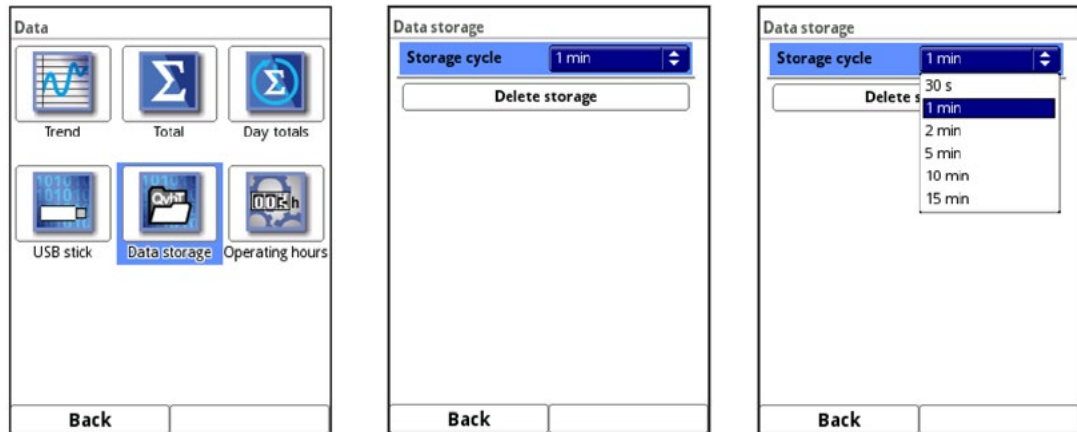 Data
Trend
Total
Day totals
USB stick
Data storage
Operating hours
Back
Data storage
Storage cycle 1 min
Delete storage
Back
Data storage
Storage cycle 1 min
Delete s
30 s
1 min
2 min
5 min
10 min
15 min
Back